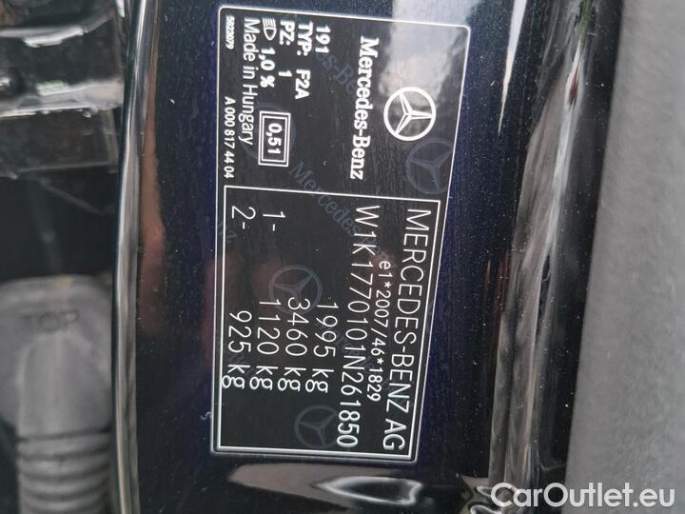 Mercedes-Benz
191
TYP: F2A
PZ: 1
1,0 %
Made in Hungary
0,51
5823079
A 000 817 44 04
MERCEDES-BENZ AG
e1*2007/46*1829
W1K1770101N261850
1995 kg
3460 kg
1- 1120 kg
2- 925 kg
CarOutlet.eu